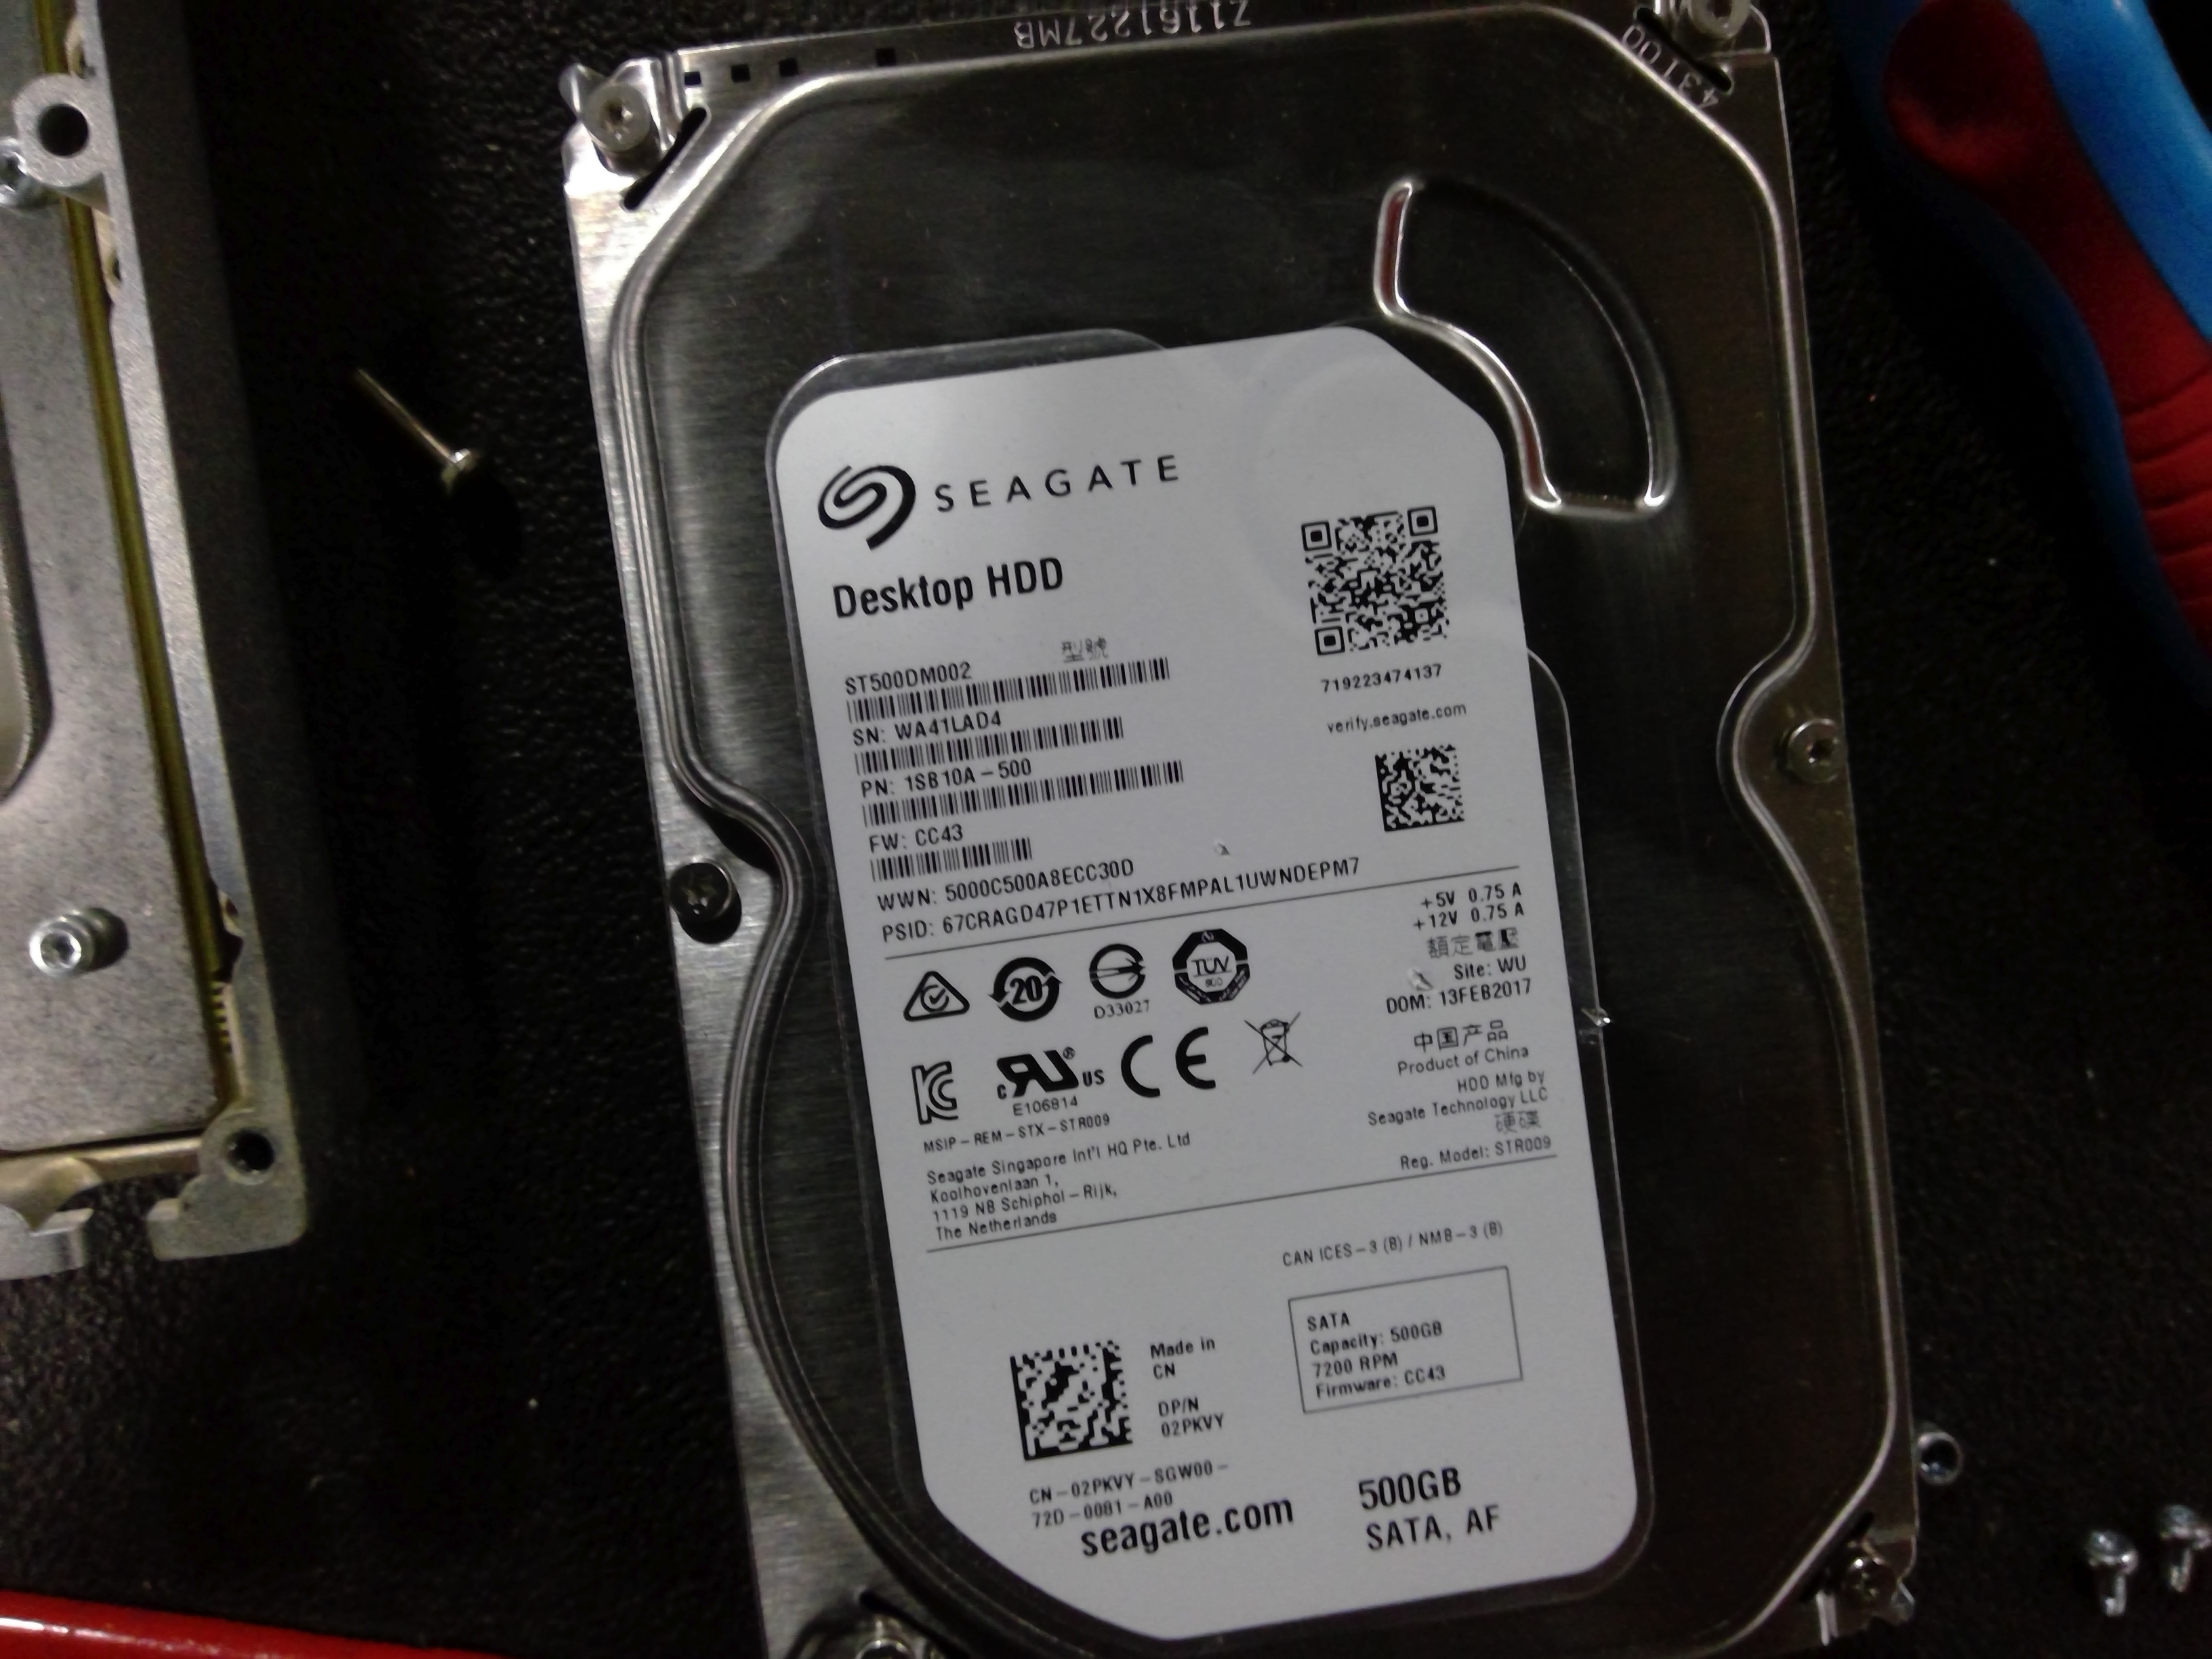 Z1161227MB
43100
SEAGATE
Desktop HDD
型號
ST500DM002
SN: WA41LAD4
PN: 1SB10A-500
FW: CC43
WWN: 5000C500A8ECC30D
PSID: 67CRAGD47P1ETTN1X8FMPAL1UWNDEPM7
719223474137
verify.seagate.com
+5V 0.75 A
+12V 0.75 A
額定電壓
Site: WU
DOM: 13FEB2017
中国产品
Product of China
HDD Mfg by
Seagate Technology LLC
硬碟
Reg. Model: STR009
20
D33027
TUV
c RU ® US
E106814
CE
MSIP-REM-STX-STR009
Seagate Singapore Int'l HQ Pte. Ltd
Koolhovenlaan 1,
1119 NB Schiphol-Rijk,
The Netherlands
CAN ICES-3 (B) / NMB-3 (B)
SATA
Capacity: 500GB
7200 RPM
Firmware: CC43
Made in
CN
DP/N
02PKVY
CN-02PKVY-SGW00-
72D-0081-A00
seagate.com
500GB
SATA, AF